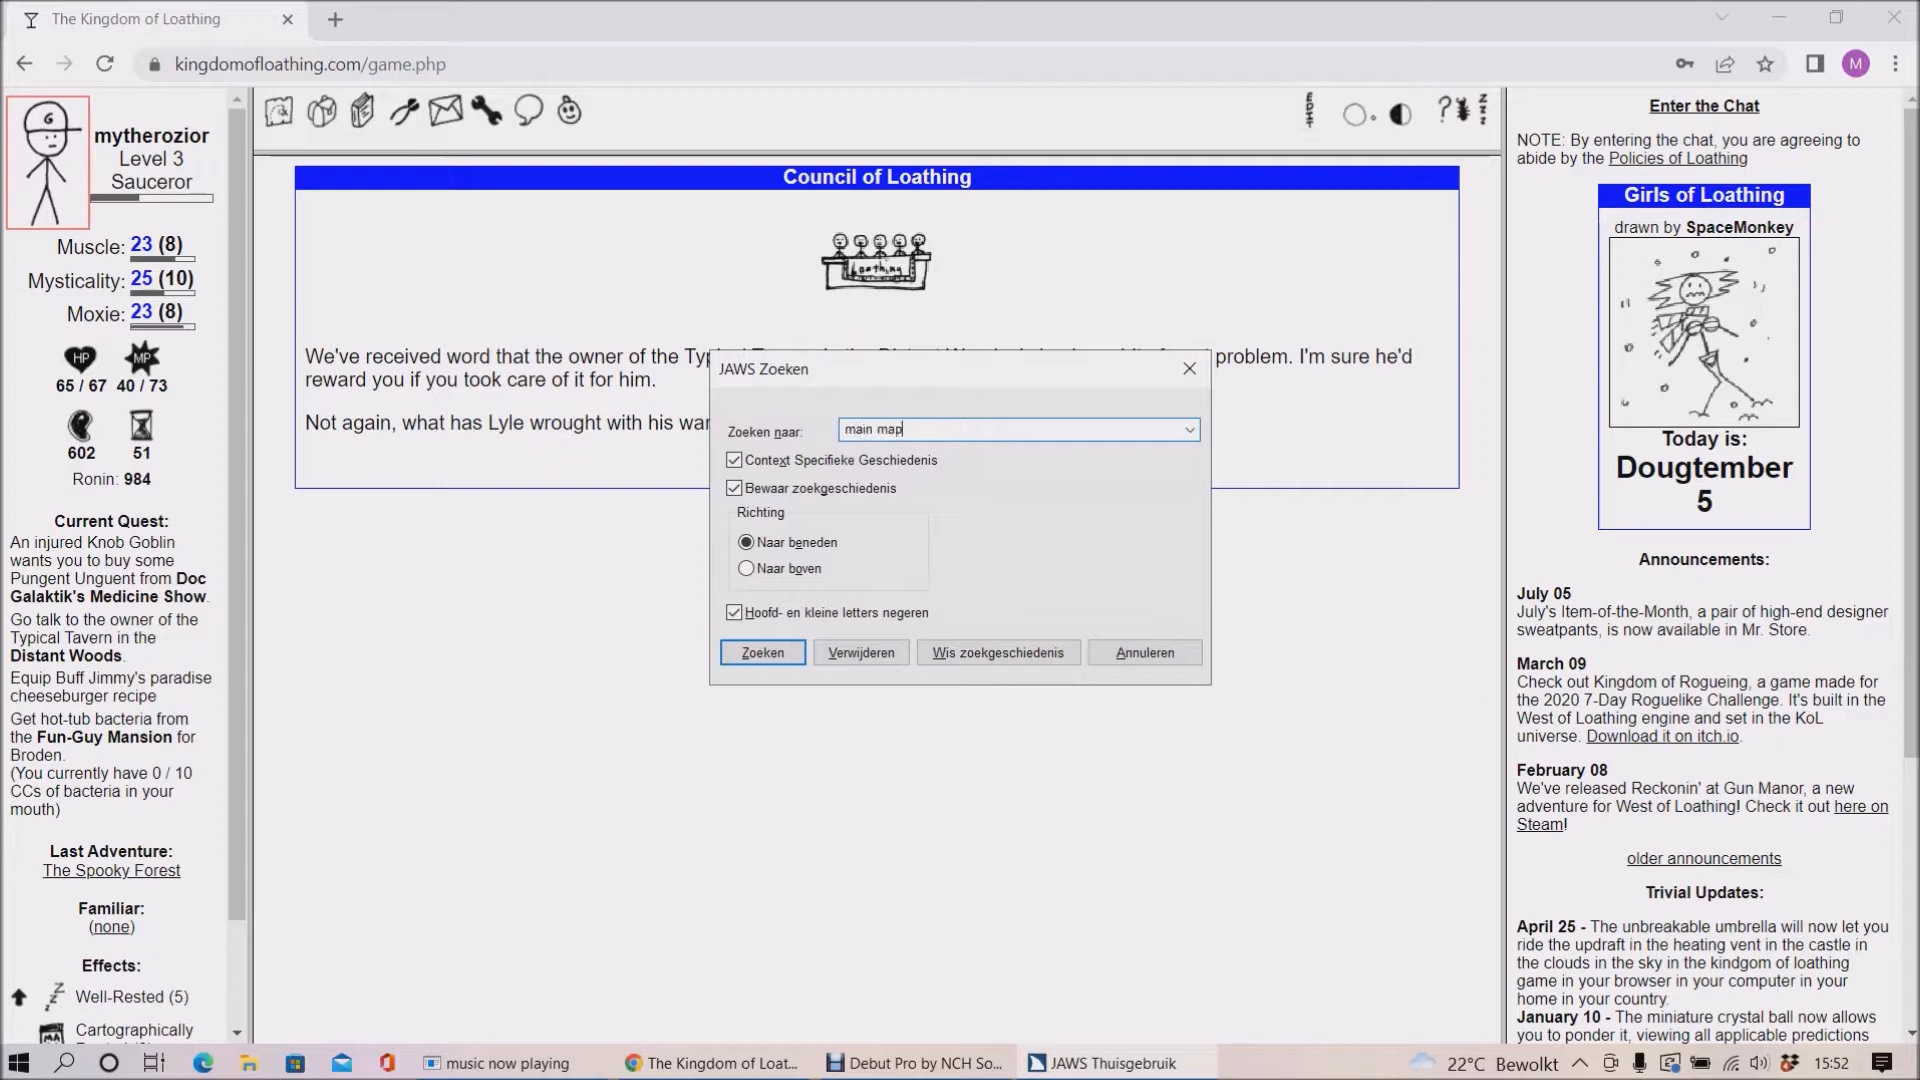 The Kingdom of Loathing
kingdomofloathing.com/game.php
M
G
mytherozior
Level 3
Sauceror
Muscle: 23 (8)
Mysticality: 25 (10)
Moxie: 23 (8)
HP MP
65 / 67 40 / 73
602 51
Ronin: 984
Current Quest:
An injured Knob Goblin
wants you to buy some
Pungent Unguent from Doc
Galaktik's Medicine Show.
Go talk to the owner of the
Typical Tavern in the
Distant Woods.
Equip Buff Jimmy's paradise
cheeseburger recipe
Get hot-tub bacteria from
the Fun-Guy Mansion for
Broden.
(You currently have 0 / 10
CCs of bacteria in your
mouth)
Last Adventure:
The Spooky Forest
Familiar:
(none)
Effects:
Well-Rested (5)
Cartographically
EDIT
Council of Loathing
Loathing
We've received word that the owner of the problem. I'm sure he'd
reward you if you took care of it for him.
Not again, what has Lyle wrought with his
JAWS Zoeken
Zoeken naar: main map
Context Specifieke Geschiedenis
Bewaar zoekgeschiedenis
Richting
Naar beneden
Naar boven
Hoofd- en kleine letters negeren
Zoeken Verwijderen Wis zoekgeschiedenis Annuleren
Enter the Chat
NOTE: By entering the chat, you are agreeing to
abide by the Policies of Loathing
Girls of Loathing
drawn by SpaceMonkey
Today is:
Dougtember
5
Announcements:
July 05
July's Item-of-the-Month, a pair of high-end designer
sweatpants, is now available in Mr. Store.
March 09
Check out Kingdom of Rogueing, a game made for
the 2020 7-Day Roguelike Challenge. It's built in the
West of Loathing engine and set in the KoL
universe. Download it on itch.io.
February 08
We've released Reckonin' at Gun Manor, a new
adventure for West of Loathing! Check it out here on
Steam!
older announcements
Trivial Updates:
April 25 - The unbreakable umbrella will now let you
ride the updraft in the heating vent in the castle in
the clouds in the sky in the kindgom of loathing
game in your browser in your computer in your
home in your country.
January 10 - The miniature crystal ball now allows
you to ponder it, viewing all applicable predictions
music now playing The Kingdom of Loat... Debut Pro by NCH So... JAWS Thuisgebruik 22°C Bewolkt 15:52